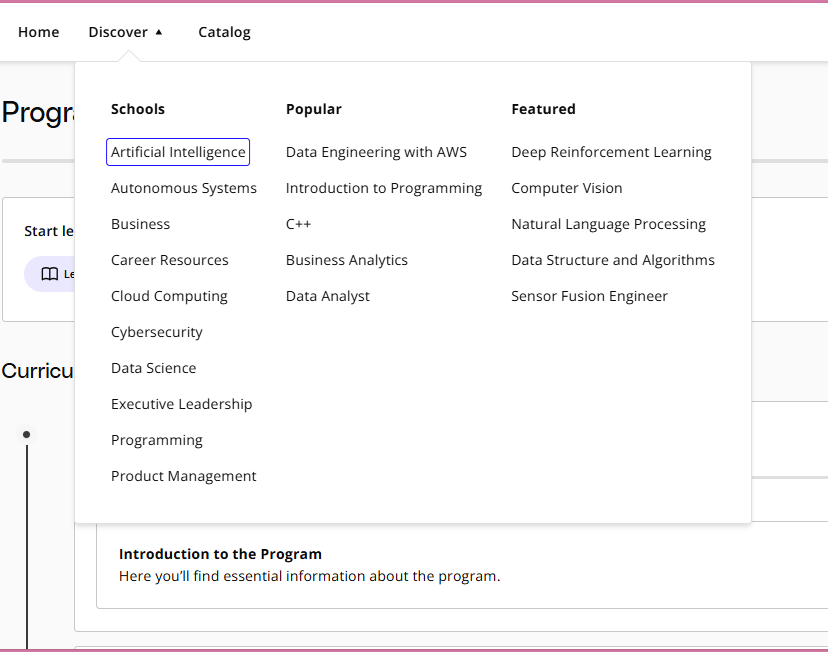 Home Discover ▲ Catalog
Schools
Artificial Intelligence
Autonomous Systems
Business
Career Resources
Cloud Computing
Cybersecurity
Data Science
Executive Leadership
Programming
Product Management
Popular
Data Engineering with AWS
Introduction to Programming
C++
Business Analytics
Data Analyst
Featured
Deep Reinforcement Learning
Computer Vision
Natural Language Processing
Data Structure and Algorithms
Sensor Fusion Engineer
Progra
Start le
Le
Curricu
Introduction to the Program
Here you’ll find essential information about the program.